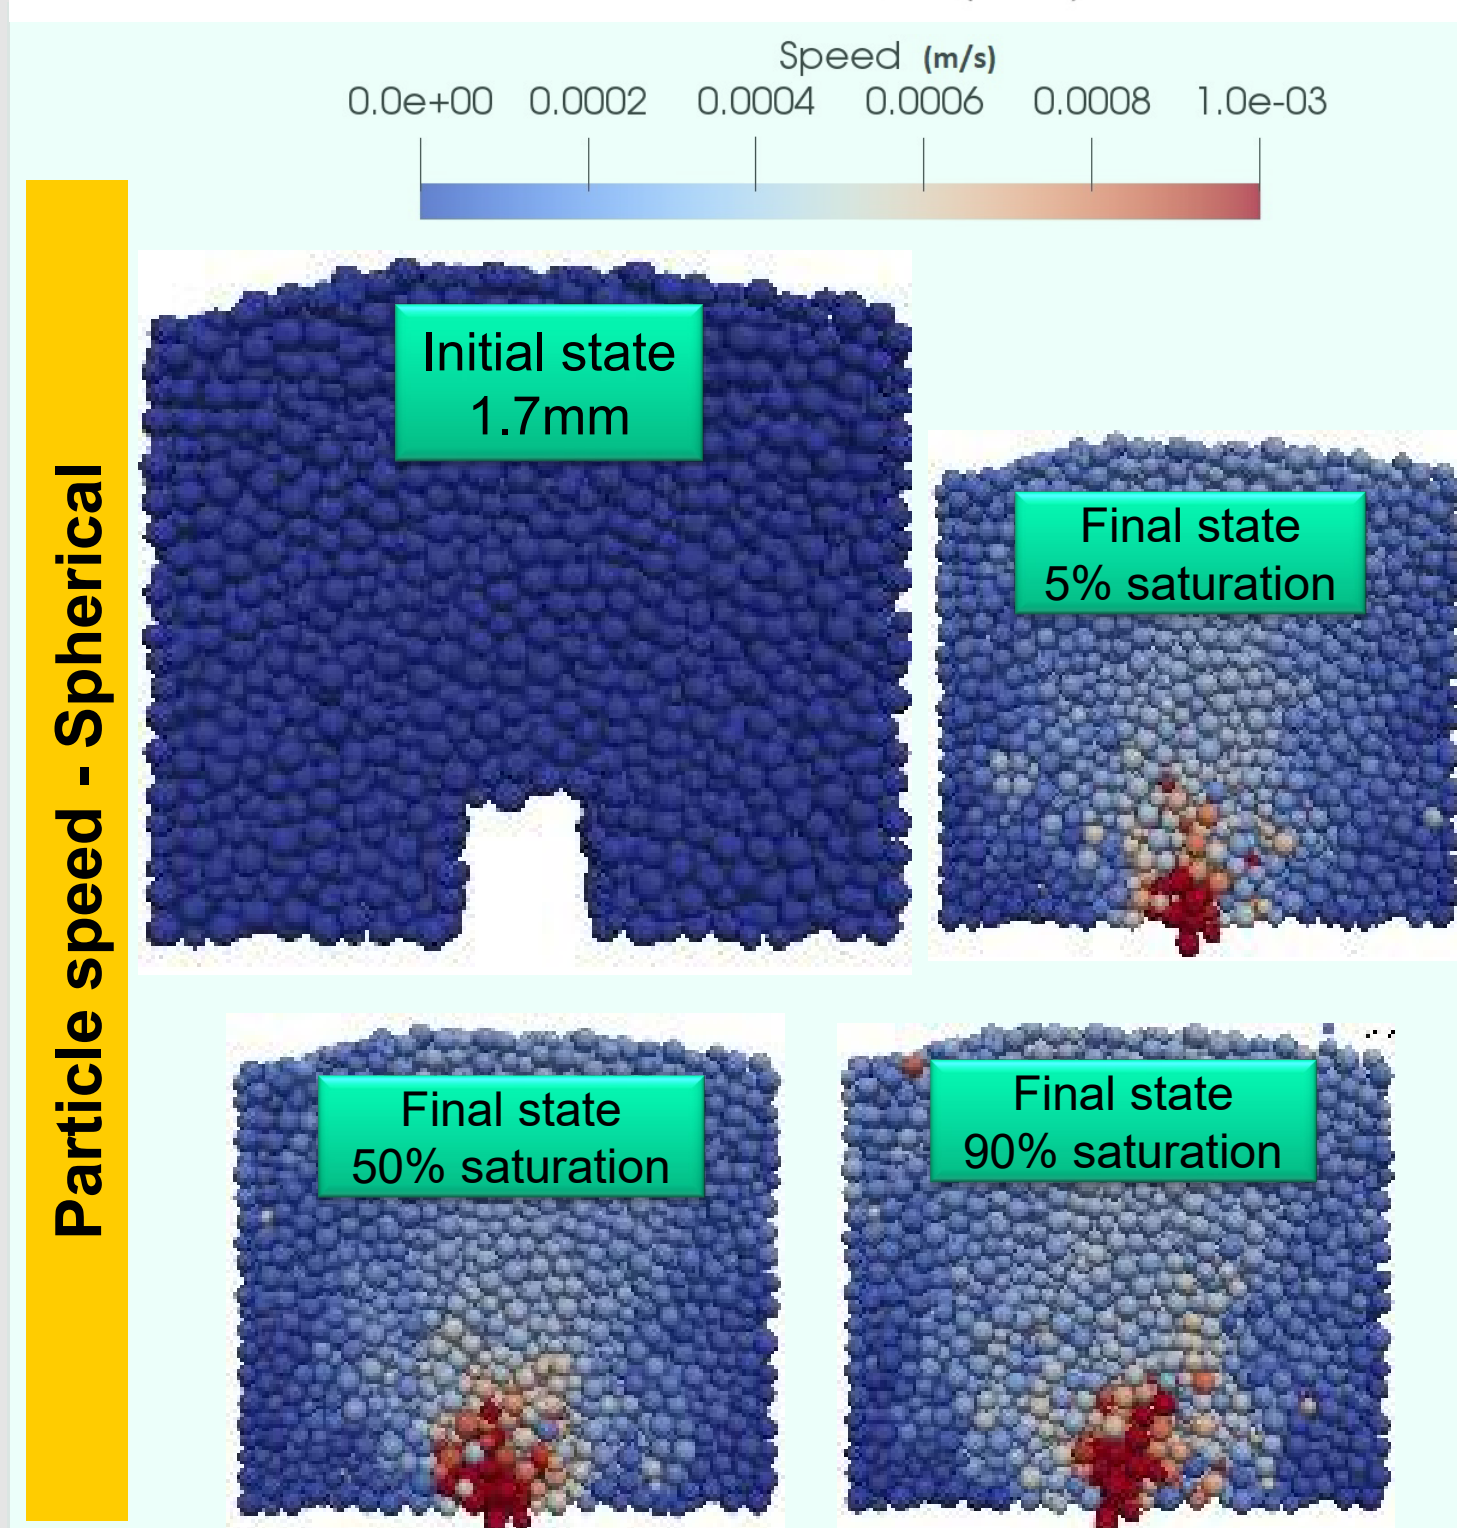 Speed (m/s)
0.0e+00 0.0002 0.0004 0.0006 0.0008 1.0e-03
Particle speed - Spherical
Initial state
1.7mm
Final state
5% saturation
Final state
50% saturation
Final state
90% saturation